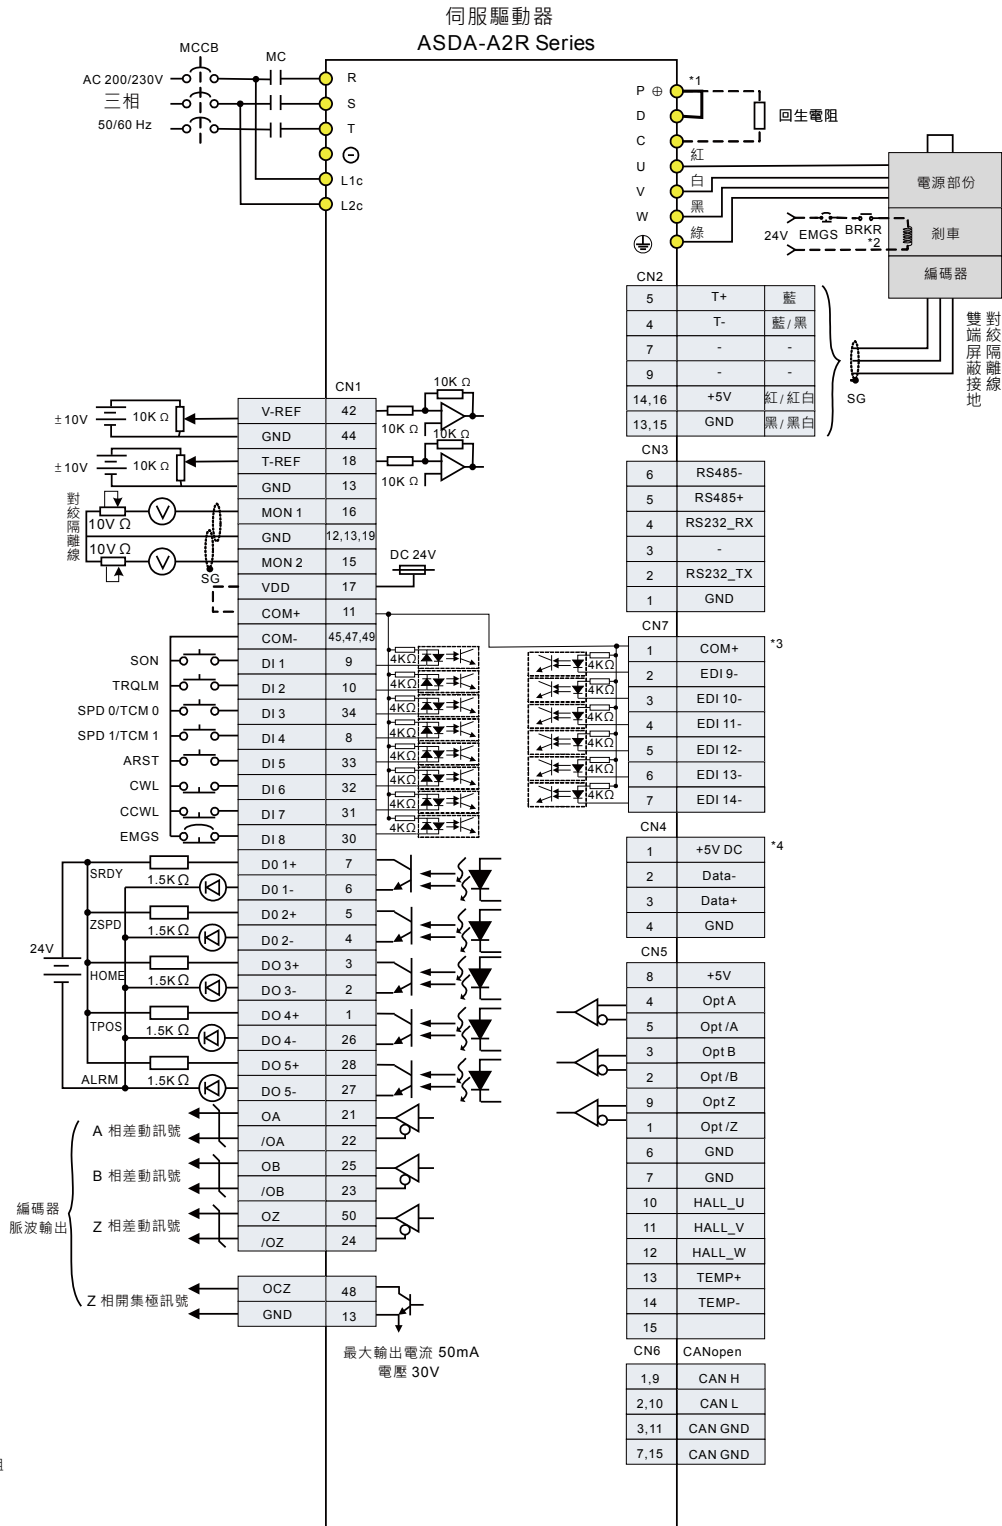 伺服驅動器
ASDA-A2R Series
MCCB
MC
AC 200/230V
三相
50/60 Hz
R
S
T
⊖
L1c
L2c
P ⊕
D
C
U
V
W
*1
回生電阻
紅
白
黑
綠
電源部份
24V
EMGS
BRKR
*2
剎車
編碼器
CN2
5 T+ 藍
4 T- 藍/黑
7 - -
9 - -
14,16 +5V 紅/紅白
13,15 GND 黑/黑白
SG
對絞隔離線
雙端屏蔽接地
CN3
6 RS485-
5 RS485+
4 RS232_RX
3 -
2 RS232_TX
1 GND
CN7
1 COM+ *3
2 EDI 9-
3 EDI 10-
4 EDI 11-
5 EDI 12-
6 EDI 13-
7 EDI 14-
4KΩ
4KΩ
4KΩ
4KΩ
4KΩ
4KΩ
CN4
1 +5V DC *4
2 Data-
3 Data+
4 GND
CN5
8 +5V
4 Opt A
5 Opt /A
3 Opt B
2 Opt /B
9 Opt Z
1 Opt /Z
6 GND
7 GND
10 HALL_U
11 HALL_V
12 HALL_W
13 TEMP+
14 TEMP-
15
CN6 CANopen
1,9 CAN H
2,10 CAN L
3,11 CAN GND
7,15 CAN GND
CN1
V-REF 42
GND 44
T-REF 18
GND 13
MON 1 16
GND 12,13,19
MON 2 15
VDD 17
COM+ 11
COM- 45,47,49
DI 1 9
DI 2 10
DI 3 34
DI 4 8
DI 5 33
DI 6 32
DI 7 31
DI 8 30
D0 1+ 7
D0 1- 6
D0 2+ 5
D0 2- 4
DO 3+ 3
DO 3- 2
DO 4+ 1
DO 4- 26
DO 5+ 28
DO 5- 27
OA 21
/OA 22
OB 25
/OB 23
OZ 50
/OZ 24
OCZ 48
GND 13
±10V
10K Ω
±10V
10K Ω
10K Ω
10K Ω
10K Ω
10K Ω
對絞隔離線
10V Ω
V
10V Ω
V
SG
DC 24V
SON
TRQLM
SPD 0/TCM 0
SPD 1/TCM 1
ARST
CWL
CCWL
EMGS
4KΩ
4KΩ
4KΩ
4KΩ
4KΩ
4KΩ
4KΩ
4KΩ
24V
SRDY
1.5K Ω
ZSPD
1.5K Ω
HOME
1.5K Ω
TPOS
1.5K Ω
ALRM
1.5K Ω
編碼器
脈波輸出
A 相差動訊號
B 相差動訊號
Z 相差動訊號
Z 相開集極訊號
最大輸出電流 50mA
電壓 30V